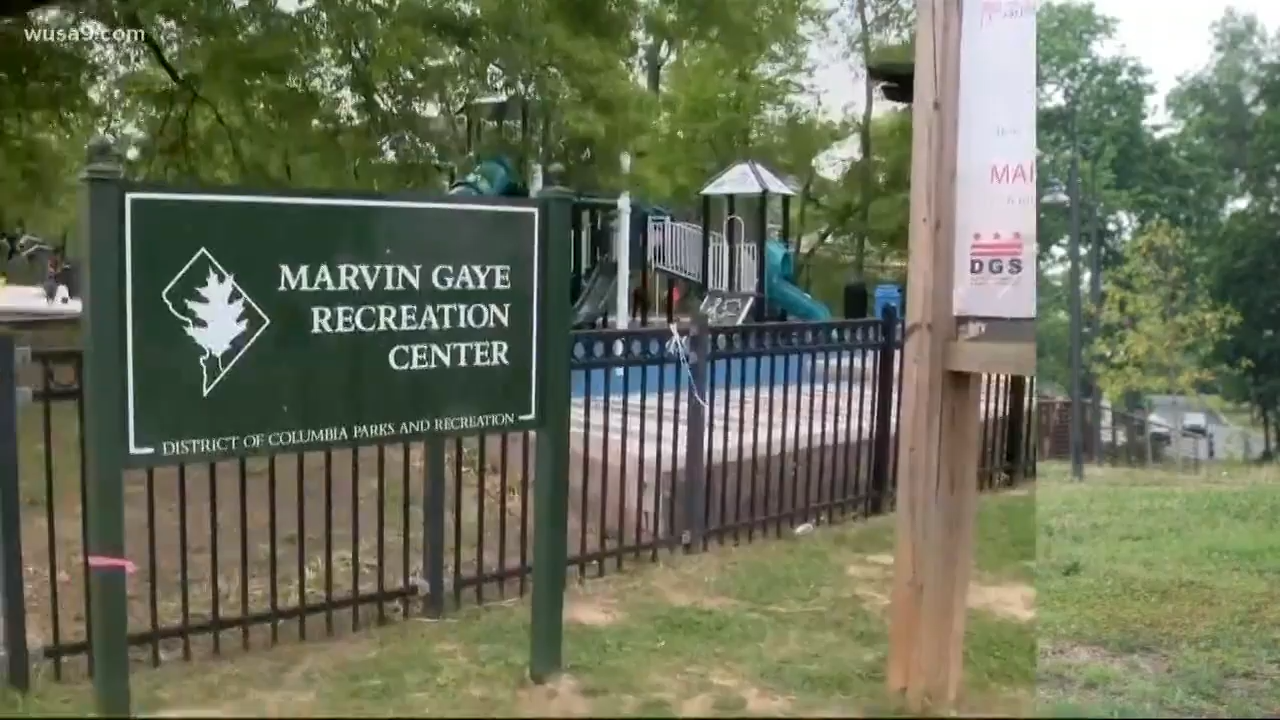 wusa9.com
MARVIN GAYE
RECREATION
CENTER
DISTRICT OF COLUMBIA PARKS AND RECREATION
DGS